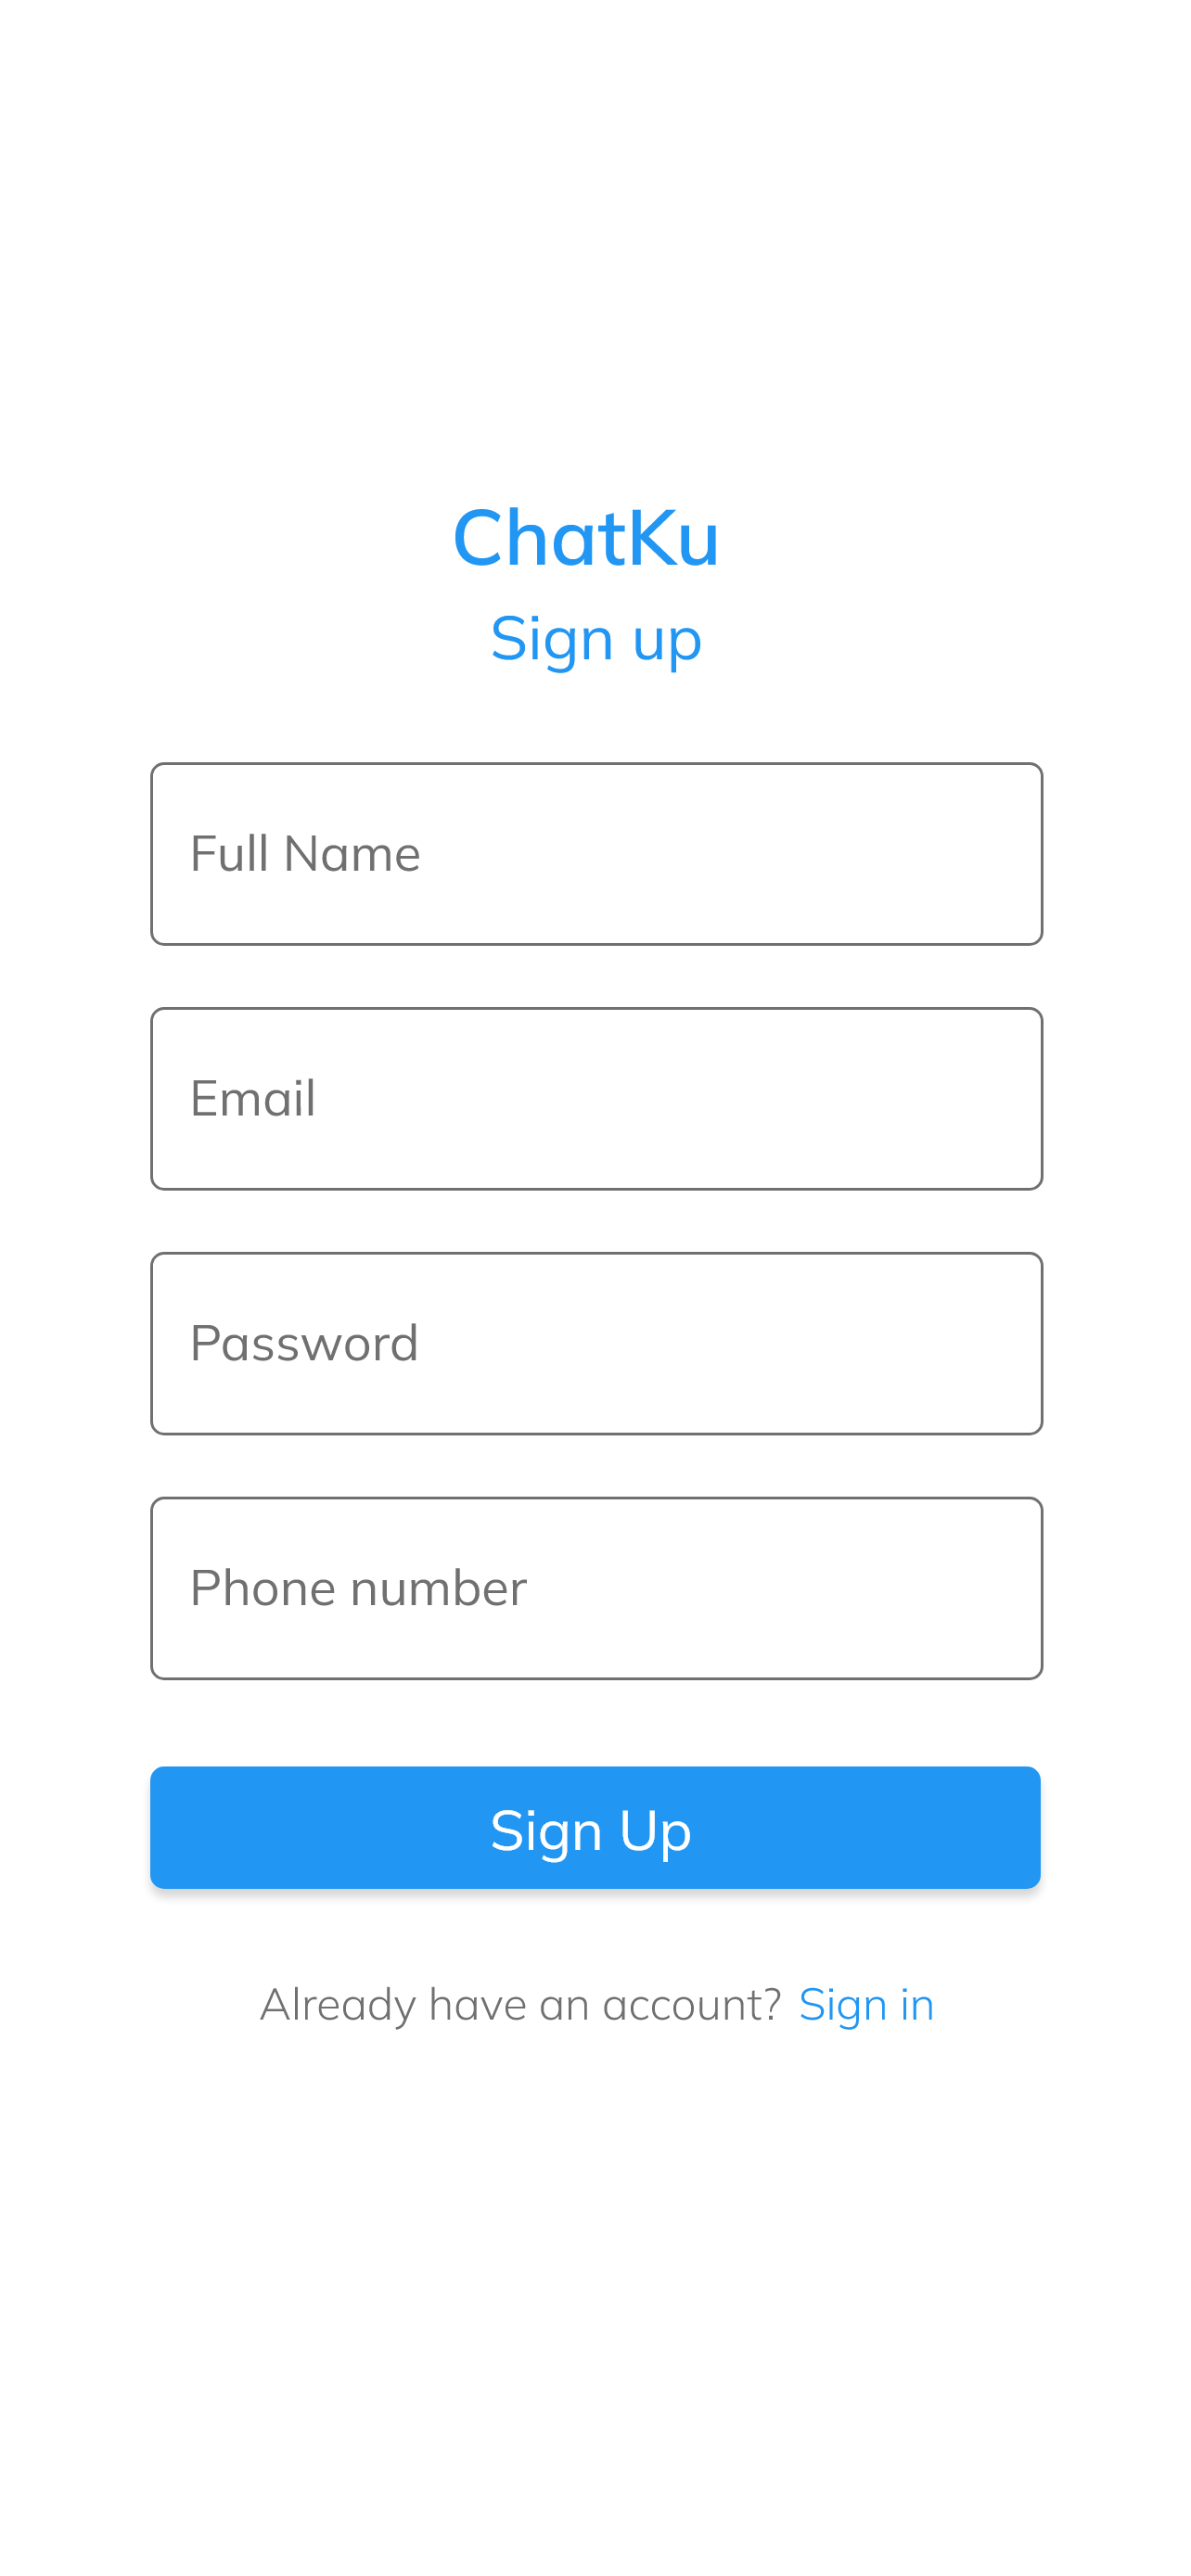 ChatKu
Sign up
Full Name
Email
Password
Phone number
Sign Up
Already have an account? Sign in